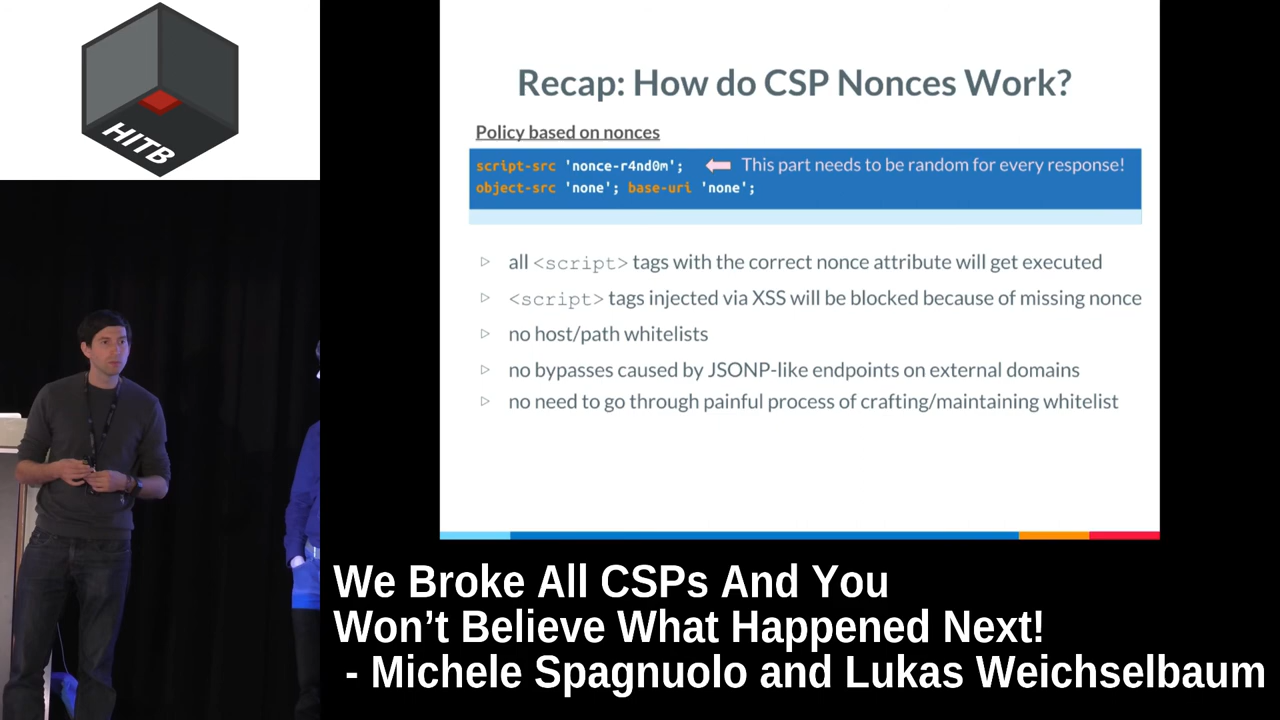 HITB
Recap: How do CSP Nonces Work?
Policy based on nonces
script-src 'nonce-r4nd0m'; This part needs to be random for every response!
object-src 'none'; base-uri 'none';
▷ all <script> tags with the correct nonce attribute will get executed
▷ <script> tags injected via XSS will be blocked because of missing nonce
▷ no host/path whitelists
▷ no bypasses caused by JSONP-like endpoints on external domains
▷ no need to go through painful process of crafting/maintaining whitelist
We Broke All CSPs And You
Won’t Believe What Happened Next!
- Michele Spagnuolo and Lukas Weichselbaum